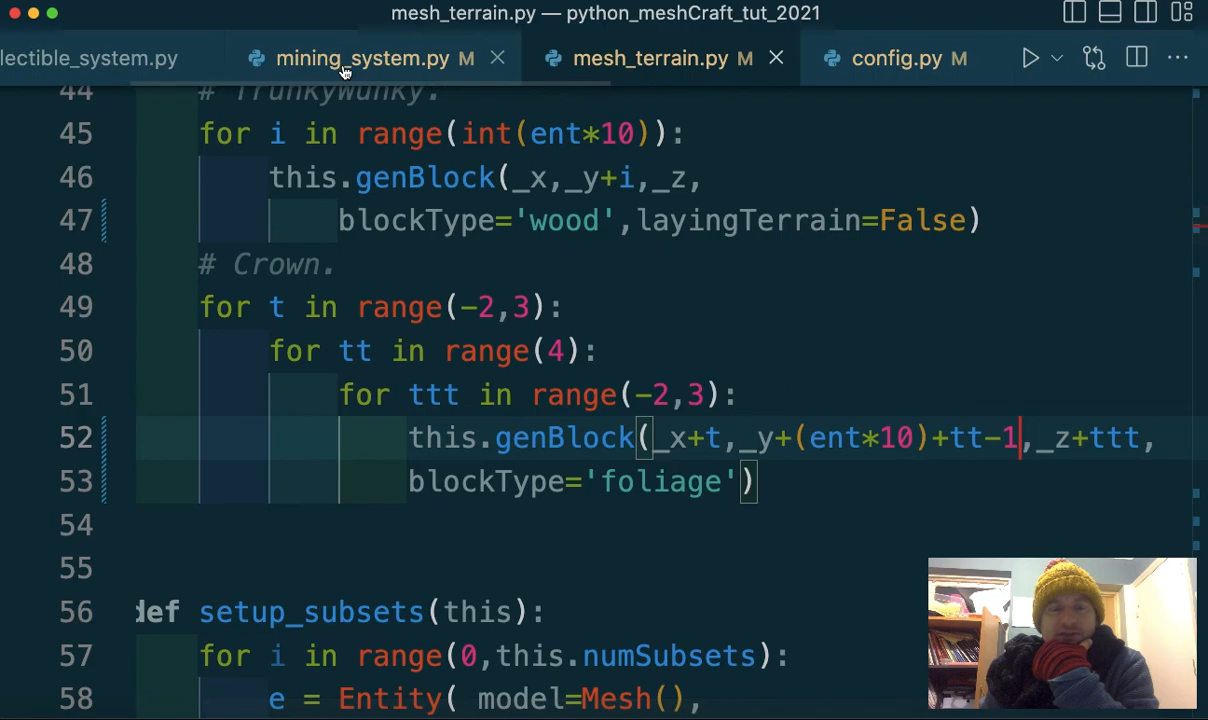 mesh_terrain.py — python_meshCraft_tut_2021
lectible_system.py
mining_system.py M
mesh_terrain.py M
config.py M
44 # TrunkyWunky.
45 for i in range(int(ent*10)):
46 this.genBlock(_x,_y+i,_z,
47 blockType='wood',layingTerrain=False)
48 # Crown.
49 for t in range(-2,3):
50 for tt in range(4):
51 for ttt in range(-2,3):
52 this.genBlock(_x+t,_y+(ent*10)+tt-1,_z+ttt,
53 blockType='foliage')
54
55
56 def setup_subsets(this):
57 for i in range(0,this.numSubsets):
58 e = Entity( model=Mesh(),